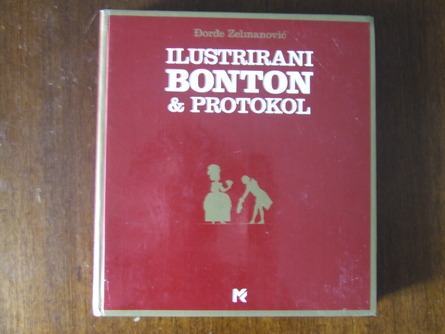 Đorđe Zelmanović
ILUSTRIRANI
BONTON
& PROTOKOL